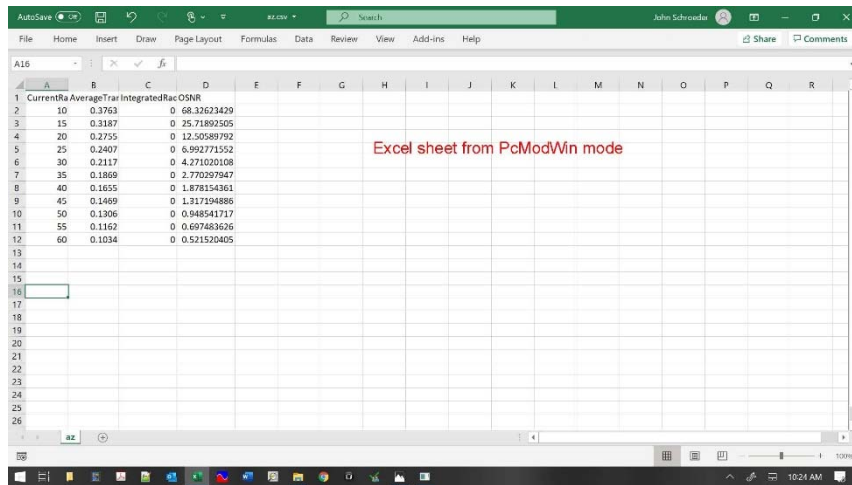 AutoSave Off az.csv Search John Schroeder
File Home Insert Draw Page Layout Formulas Data Review View Add-ins Help Share Comments
A16 fx
A B C D E F G H I J K L M N O P Q R
1 CurrentRa AverageTrar IntegratedRac OSNR
2 10 0.3763 0 68.32623429
3 15 0.3187 0 25.71892505
4 20 0.2755 0 12.50589792
5 25 0.2407 0 6.992771552
Excel sheet from PcModWin mode
6 30 0.2117 0 4.271020108
7 35 0.1869 0 2.770297947
8 40 0.1655 0 1.878154361
9 45 0.1469 0 1.317194886
10 50 0.1306 0 0.948541717
11 55 0.1162 0 0.697483626
12 60 0.1034 0 0.521520405
13
14
15
16
17
18
19
20
21
22
23
24
25
26
az
100%
10:24 AM